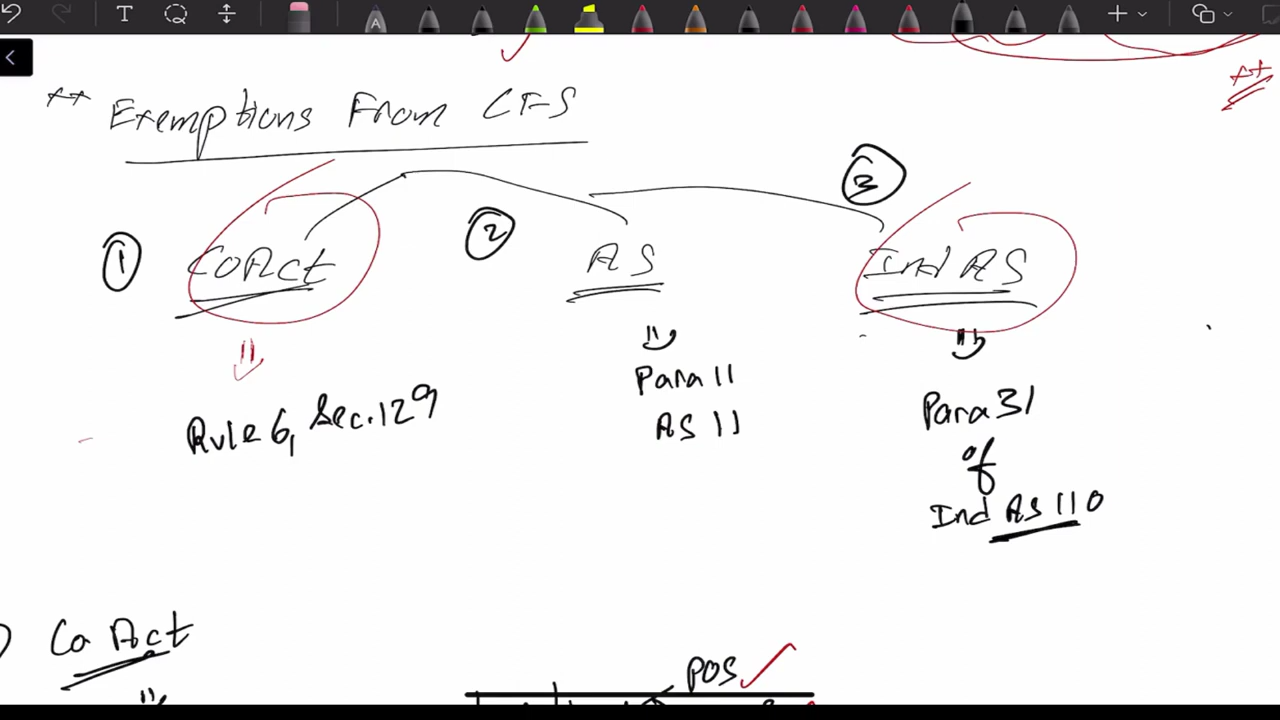 ** Exemptions From CFS
① CoAct
② AS
③ Ind AS
Rule 6, Sec.129
Para 11
AS 11
Para 31
of
Ind AS 110
Co Act
POS